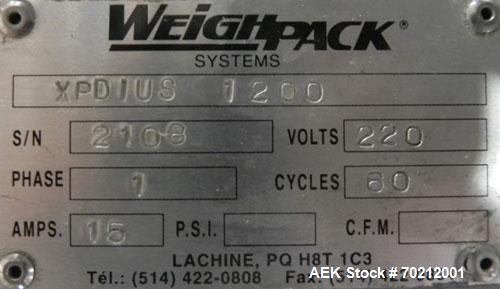 WEIGHPACK®
SYSTEMS
XPDIUS 1200
S/N 2108 VOLTS 220
PHASE 1 CYCLES 60
AMPS. 15 P.S.I. C.F.M.
LACHINE, PQ H8T 1C3
Tél.: (514) 422-0808 Fax:
AEK Stock # 70212001